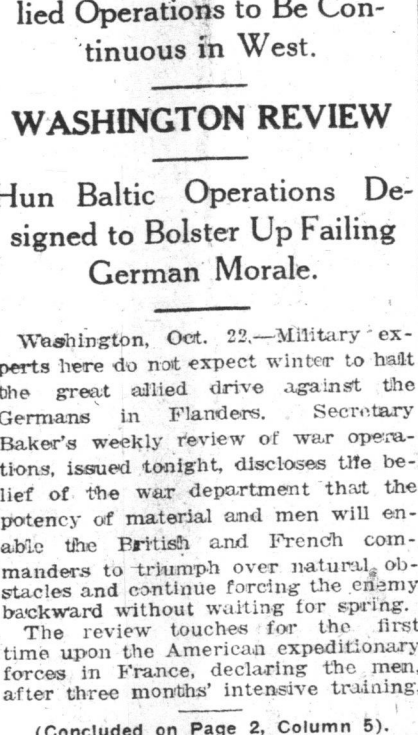 lied Operations to Be Con-
tinuous in West.
WASHINGTON REVIEW
Hun Baltic Operations De-
signed to Bolster Up Failing
German Morale.
Washington, Oct. 22.—Military ex-
perts here do not expect winter to halt
the great allied drive against the
Germans in Flanders. Secretary
Baker's weekly review of war opera-
tions, issued tonight, discloses the be-
lief of the war department that the
potency of material and men will en-
able the British and French com-
manders to triumph over natural ob-
stacles and continue forcing the enemy
backward without waiting for spring.
The review touches for the first
time upon the American expeditionary
forces in France, declaring the men,
after three months' intensive training,
(Concluded on Page 2, Column 5).